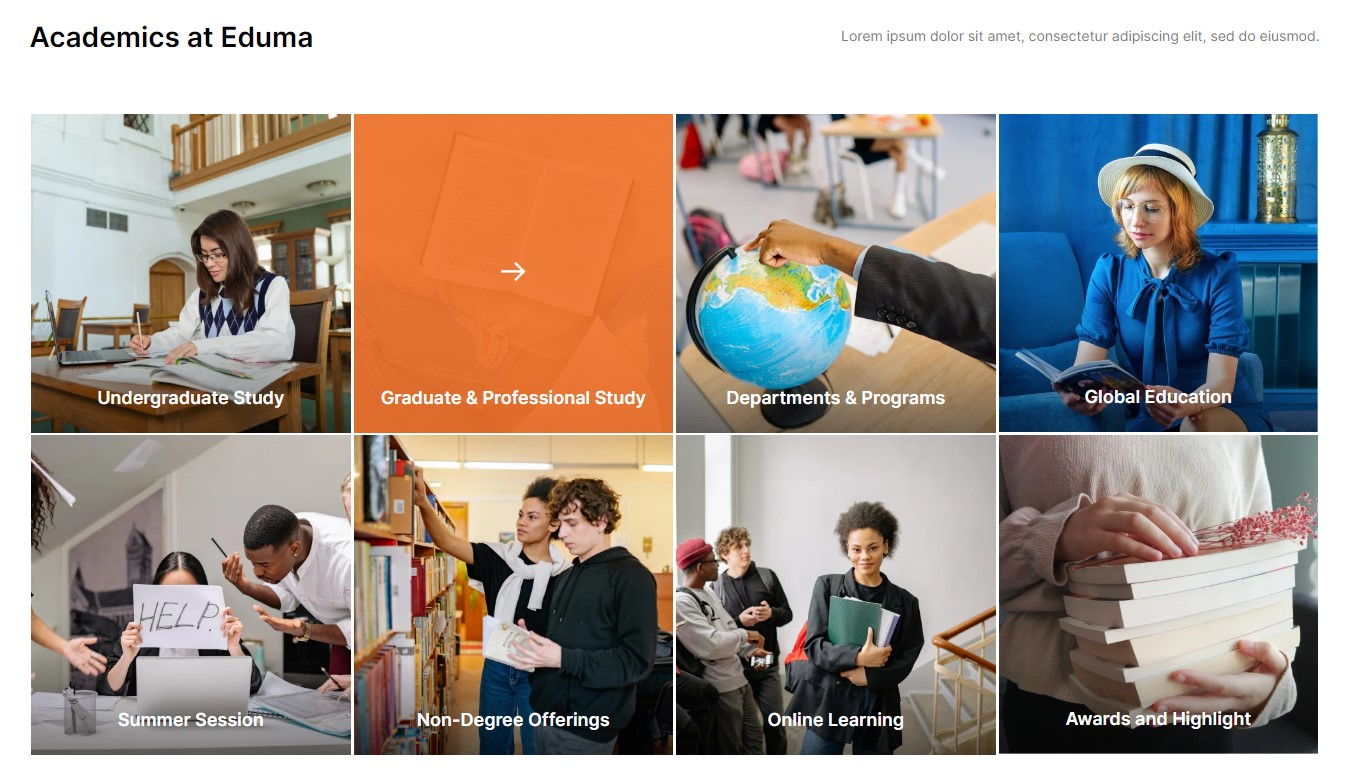 Academics at Eduma
Lorem ipsum dolor sit amet, consectetur adipiscing elit, sed do eiusmod.
Undergraduate Study
Graduate & Professional Study
Departments & Programs
Global Education
HELP.
Summer Session
Non-Degree Offerings
Online Learning
Awards and Highlight